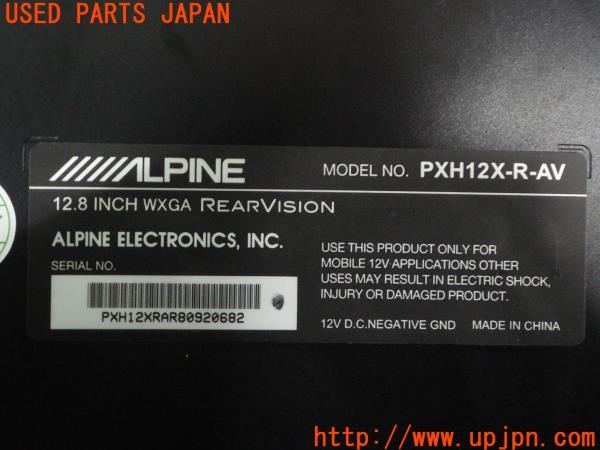 USED PARTS JAPAN
ALPINE
MODEL NO. PXH12X-R-AV
12.8 INCH WXGA REARVISION
ALPINE ELECTRONICS, INC.
SERIAL NO.
PXH12XRAR80920682
USE THIS PRODUCT ONLY FOR
MOBILE 12V APPLICATIONS OTHER
USES MAY RESULT IN ELECTRIC SHOCK,
INJURY OR DAMAGED PRODUCT.
12V D.C.NEGATIVE GND MADE IN CHINA
http://www.upjpn.com/